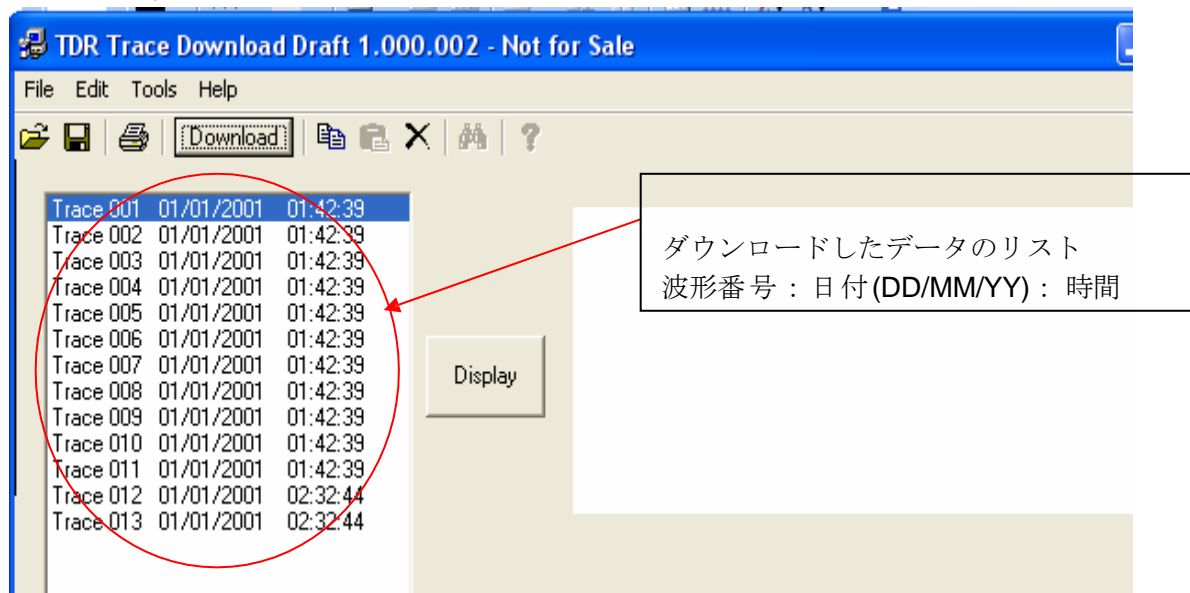 TDR Trace Download Draft 1.000.002 - Not for Sale
File Edit Tools Help
Download
Trace 001 01/01/2001 01:42:39
Trace 002 01/01/2001 01:42:39
Trace 003 01/01/2001 01:42:39
Trace 004 01/01/2001 01:42:39
Trace 005 01/01/2001 01:42:39
Trace 006 01/01/2001 01:42:39
Trace 007 01/01/2001 01:42:39
Trace 008 01/01/2001 01:42:39
Trace 009 01/01/2001 01:42:39
Trace 010 01/01/2001 01:42:39
Trace 011 01/01/2001 01:42:39
Trace 012 01/01/2001 02:32:44
Trace 013 01/01/2001 02:32:44
Display
ダウンロードしたデータのリスト
波形番号：日付(DD/MM/YY)：時間